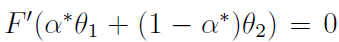 F′(α*θ₁ + (1 − α*)θ₂) = 0